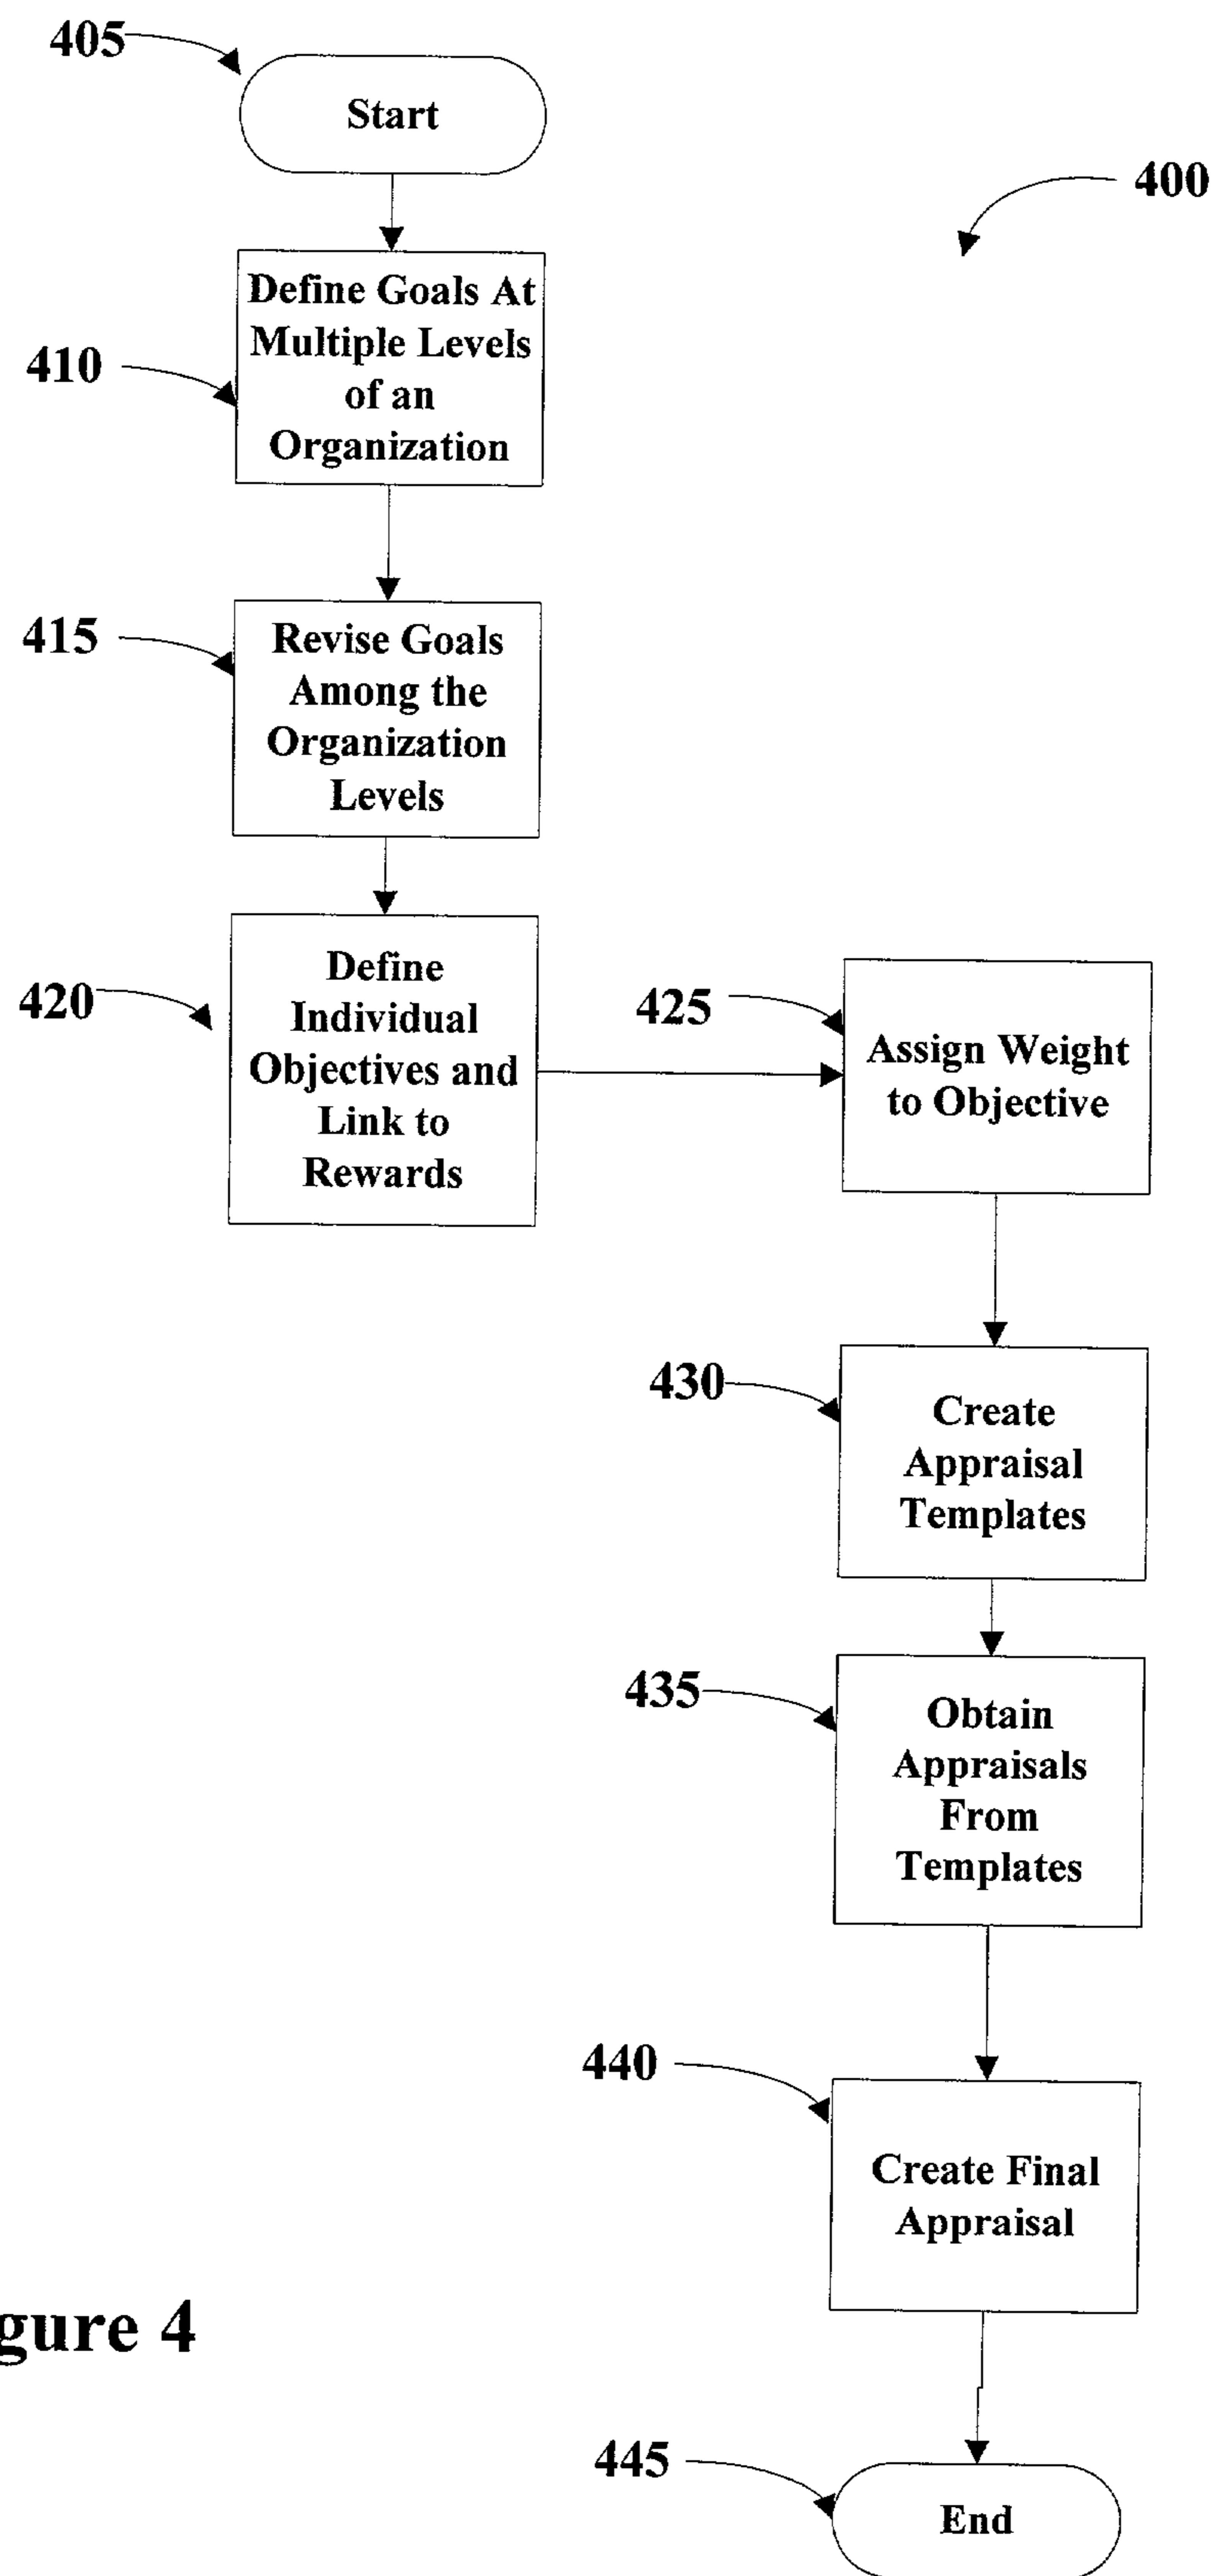 405
Start
400
410
Define Goals At
Multiple Levels
of an
Organization
415
Revise Goals
Among the
Organization
Levels
420
Define
Individual
Objectives and
Link to
Rewards
425
Assign Weight
to Objective
430
Create
Appraisal
Templates
435
Obtain
Appraisals
From
Templates
440
Create Final
Appraisal
gure 4
445
End